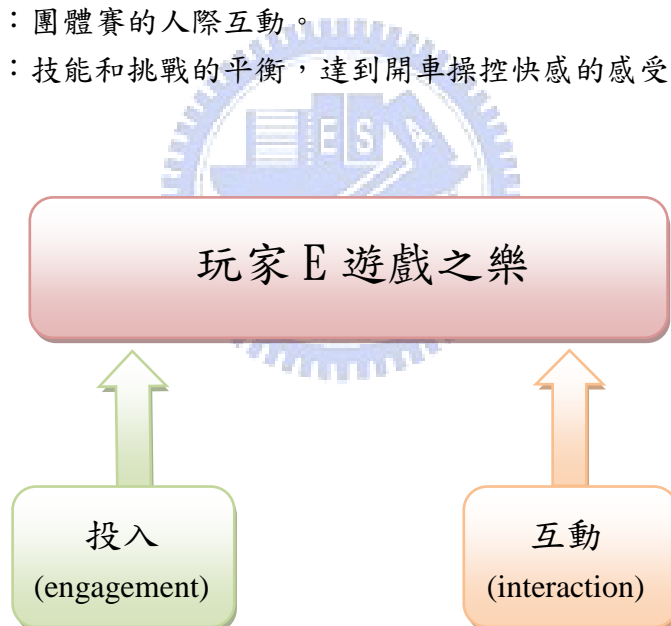 ：團體賽的人際互動。
：技能和挑戰的平衡，達到開車操控快感的感受
E S A
玩家 E 遊戲之樂
投入
(engagement)
互動
(interaction)